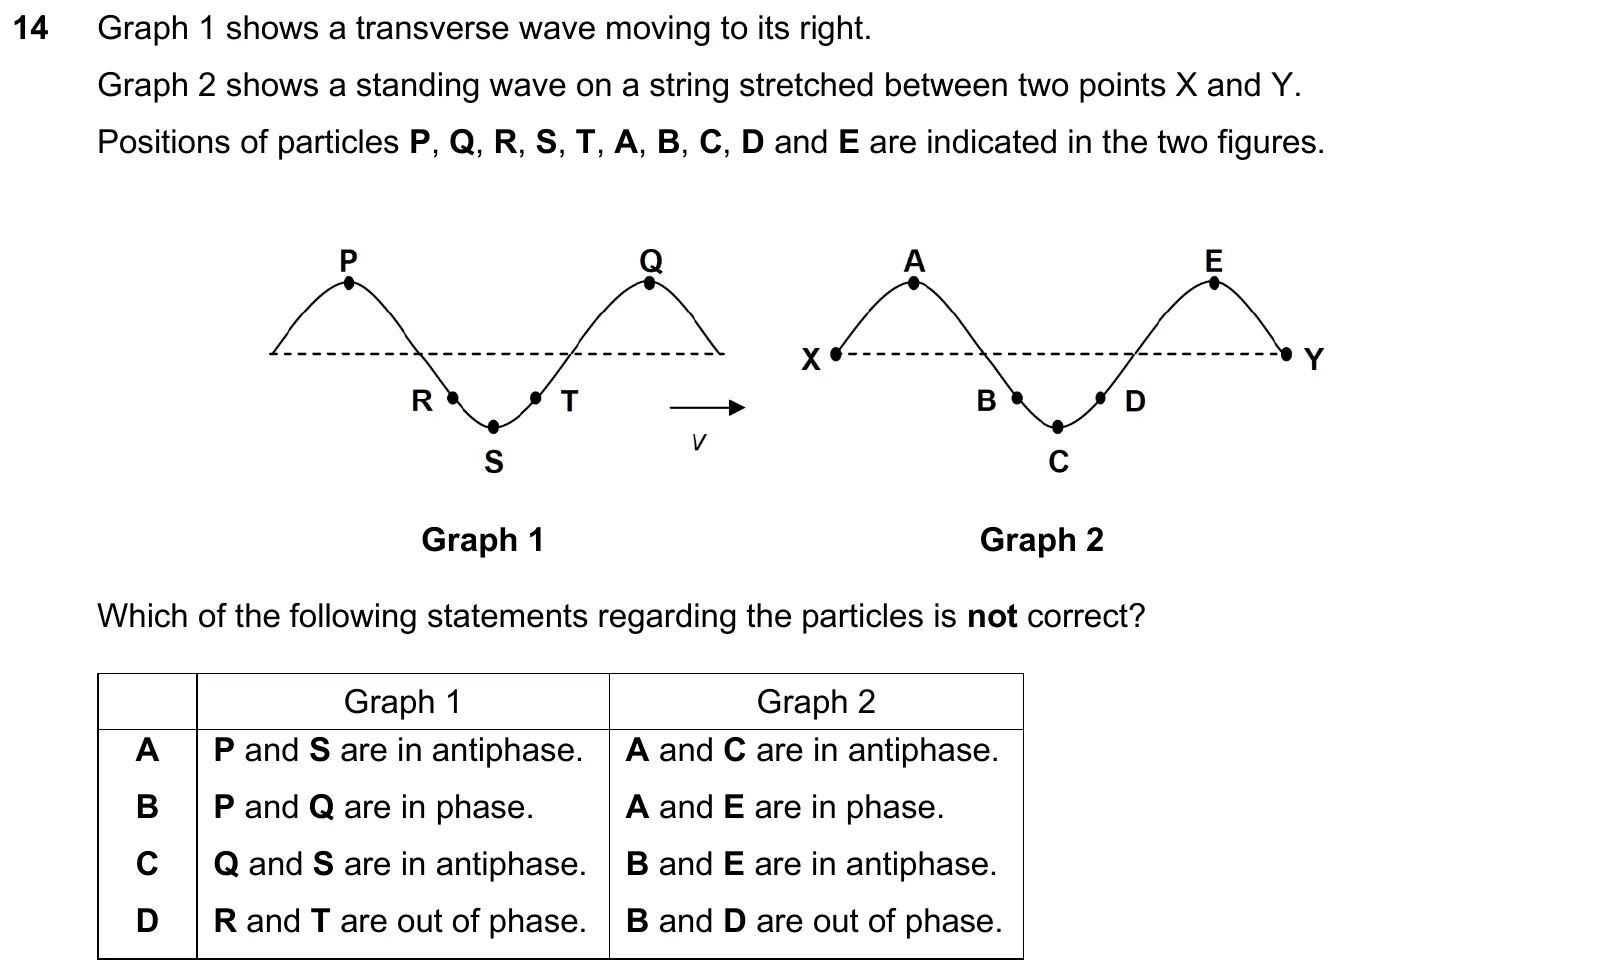 14 Graph 1 shows a transverse wave moving to its right.
Graph 2 shows a standing wave on a string stretched between two points X and Y.
Positions of particles P, Q, R, S, T, A, B, C, D and E are indicated in the two figures.
P Q A E
X Y
R T B D
V
S C
Graph 1 Graph 2
Which of the following statements regarding the particles is not correct?
Graph 1 Graph 2
A P and S are in antiphase. A and C are in antiphase.
B P and Q are in phase. A and E are in phase.
C Q and S are in antiphase. B and E are in antiphase.
D R and T are out of phase. B and D are out of phase.